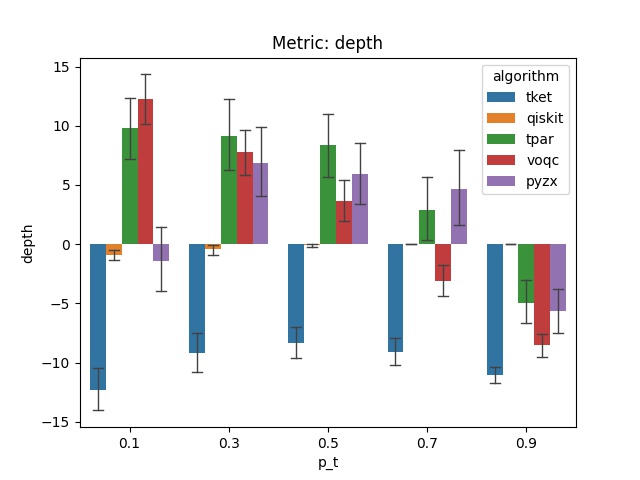 Metric: depth
algorithm
tket
qiskit
tpar
voqc
pyzx
depth
15
10
5
0
−5
−10
−15
0.1 0.3 0.5 0.7 0.9
p_t